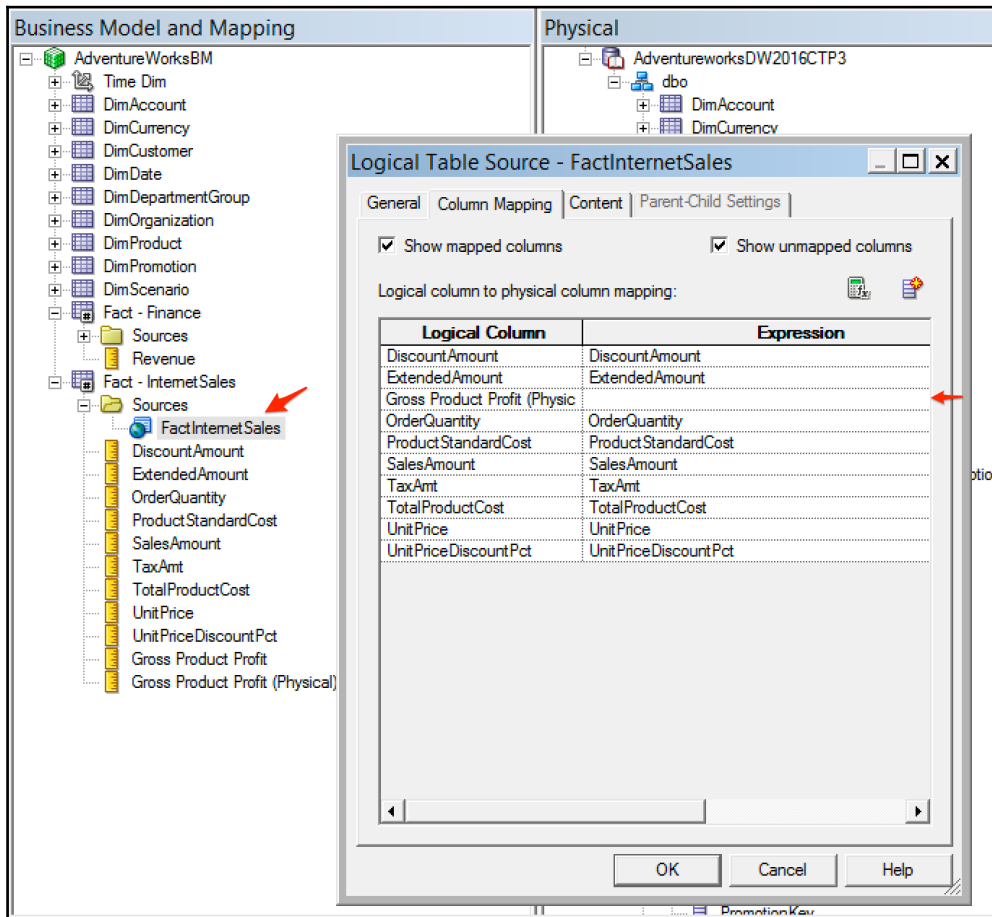 Business Model and Mapping
AdventureWorksBM
Time Dim
DimAccount
DimCurrency
DimCustomer
DimDate
DimDepartmentGroup
DimOrganization
DimProduct
DimPromotion
DimScenario
Fact - Finance
Sources
Revenue
Fact - InternetSales
Sources
FactInternetSales
DiscountAmount
ExtendedAmount
OrderQuantity
ProductStandardCost
SalesAmount
TaxAmt
TotalProductCost
UnitPrice
UnitPriceDiscountPct
Gross Product Profit
Gross Product Profit (Physical)
Physical
AdventureworksDW2016CTP3
dbo
DimAccount
DimCurrency
Logical Table Source - FactInternetSales
General Column Mapping Content Parent-Child Settings
Show mapped columns Show unmapped columns
Logical column to physical column mapping:
Logical Column Expression
DiscountAmount DiscountAmount
ExtendedAmount ExtendedAmount
Gross Product Profit (Physic
OrderQuantity OrderQuantity
ProductStandardCost ProductStandardCost
SalesAmount SalesAmount
TaxAmt TaxAmt
TotalProductCost TotalProductCost
UnitPrice UnitPrice
UnitPriceDiscountPct UnitPriceDiscountPct
OK Cancel Help
PromotionKey